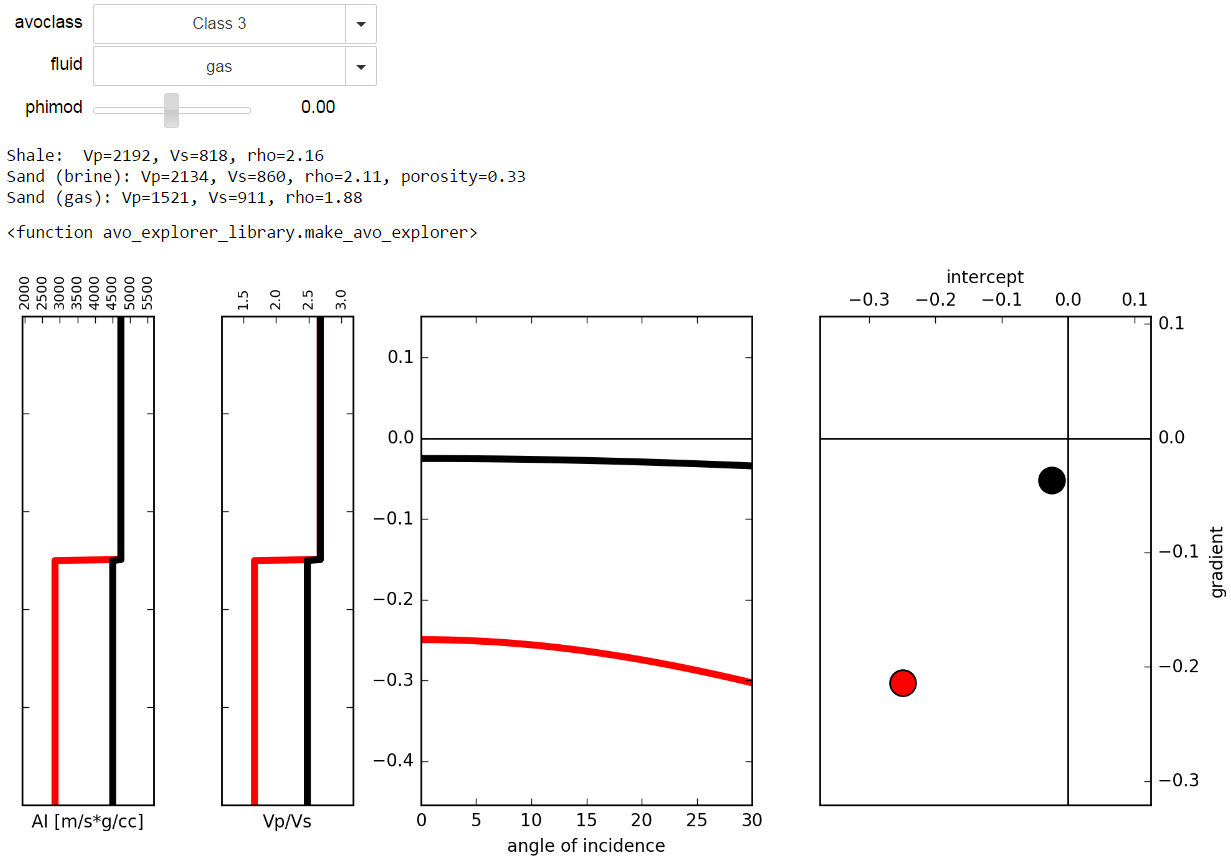 avoclass Class 3
fluid gas
phimod 0.00
Shale:  Vp=2192, Vs=818, rho=2.16
Sand (brine): Vp=2134, Vs=860, rho=2.11, porosity=0.33
Sand (gas): Vp=1521, Vs=911, rho=1.88
<function avo_explorer_library.make_avo_explorer>
2000 2500 3000 3500 4000 4500 5000 5500
AI [m/s*g/cc]
1.5 2.0 2.5 3.0
Vp/Vs
0.1
0.0
−0.1
−0.2
−0.3
−0.4
0 5 10 15 20 25 30
angle of incidence
intercept
−0.3 −0.2 −0.1 0.0 0.1
0.1
0.0
−0.1
−0.2
−0.3
gradient